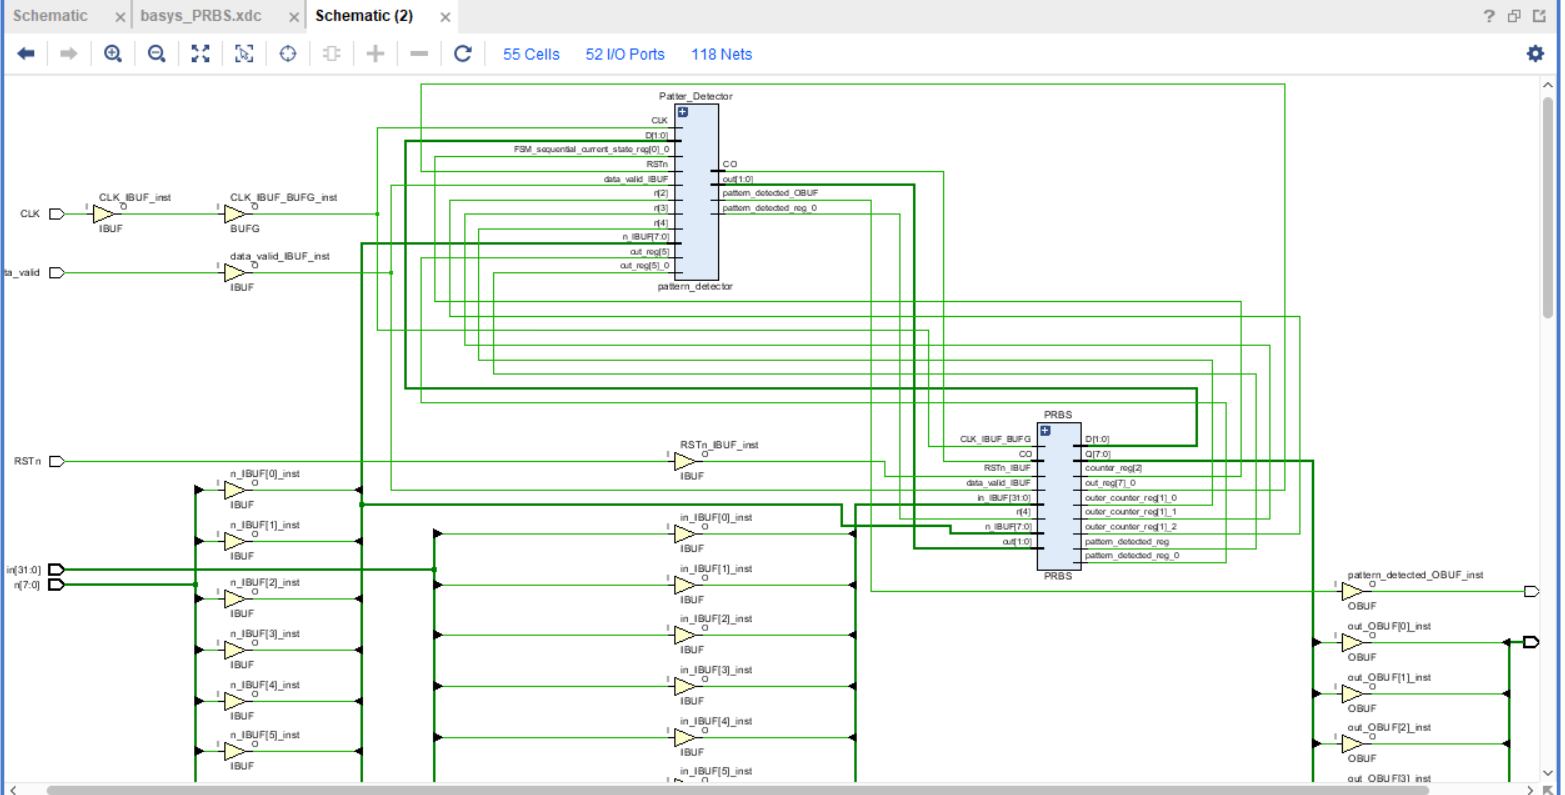 Schematic
basys_PRBS.xdc
Schematic (2)
?
55 Cells
52 I/O Ports
118 Nets
Patter_Detector
CLK
D[1:0]
FSM_sequential_current_state_reg[0]_0
RSTn
data_valid_IBUF
r[2]
r[3]
r[4]
n_IBUF[7:0]
out_reg[5]
out_reg[5]_0
CO
out[1:0]
pattern_detected_OBUF
pattern_detected_reg_0
pattern_detector
CLK
CLK_IBUF_inst
I
O
IBUF
CLK_IBUF_BUFG_inst
I
O
BUFG
ta_valid
data_valid_IBUF_inst
I
O
IBUF
RSTn
RSTn_IBUF_inst
I
O
IBUF
PRBS
CLK_IBUF_BUFG
CO
RSTn_IBUF
data_valid_IBUF
in_IBUF[31:0]
r[4]
n_IBUF[7:0]
out[1:0]
D[1:0]
Q[7:0]
counter_reg[2]
out_reg[7]_0
outer_counter_reg[1]_0
outer_counter_reg[1]_1
outer_counter_reg[1]_2
pattern_detected_reg
pattern_detected_reg_0
PRBS
in[31:0]
n[7:0]
n_IBUF[0]_inst
I
O
IBUF
n_IBUF[1]_inst
I
O
IBUF
n_IBUF[2]_inst
I
O
IBUF
n_IBUF[3]_inst
I
O
IBUF
n_IBUF[4]_inst
I
O
IBUF
n_IBUF[5]_inst
I
O
IBUF
in_IBUF[0]_inst
I
O
IBUF
in_IBUF[1]_inst
I
O
IBUF
in_IBUF[2]_inst
I
O
IBUF
in_IBUF[3]_inst
I
O
IBUF
in_IBUF[4]_inst
I
O
IBUF
in_IBUF[5]_inst
pattern_detected_OBUF_inst
I
O
OBUF
out_OBUF[0]_inst
I
O
OBUF
out_OBUF[1]_inst
I
O
OBUF
out_OBUF[2]_inst
I
O
OBUF
out_OBUF[3]_inst